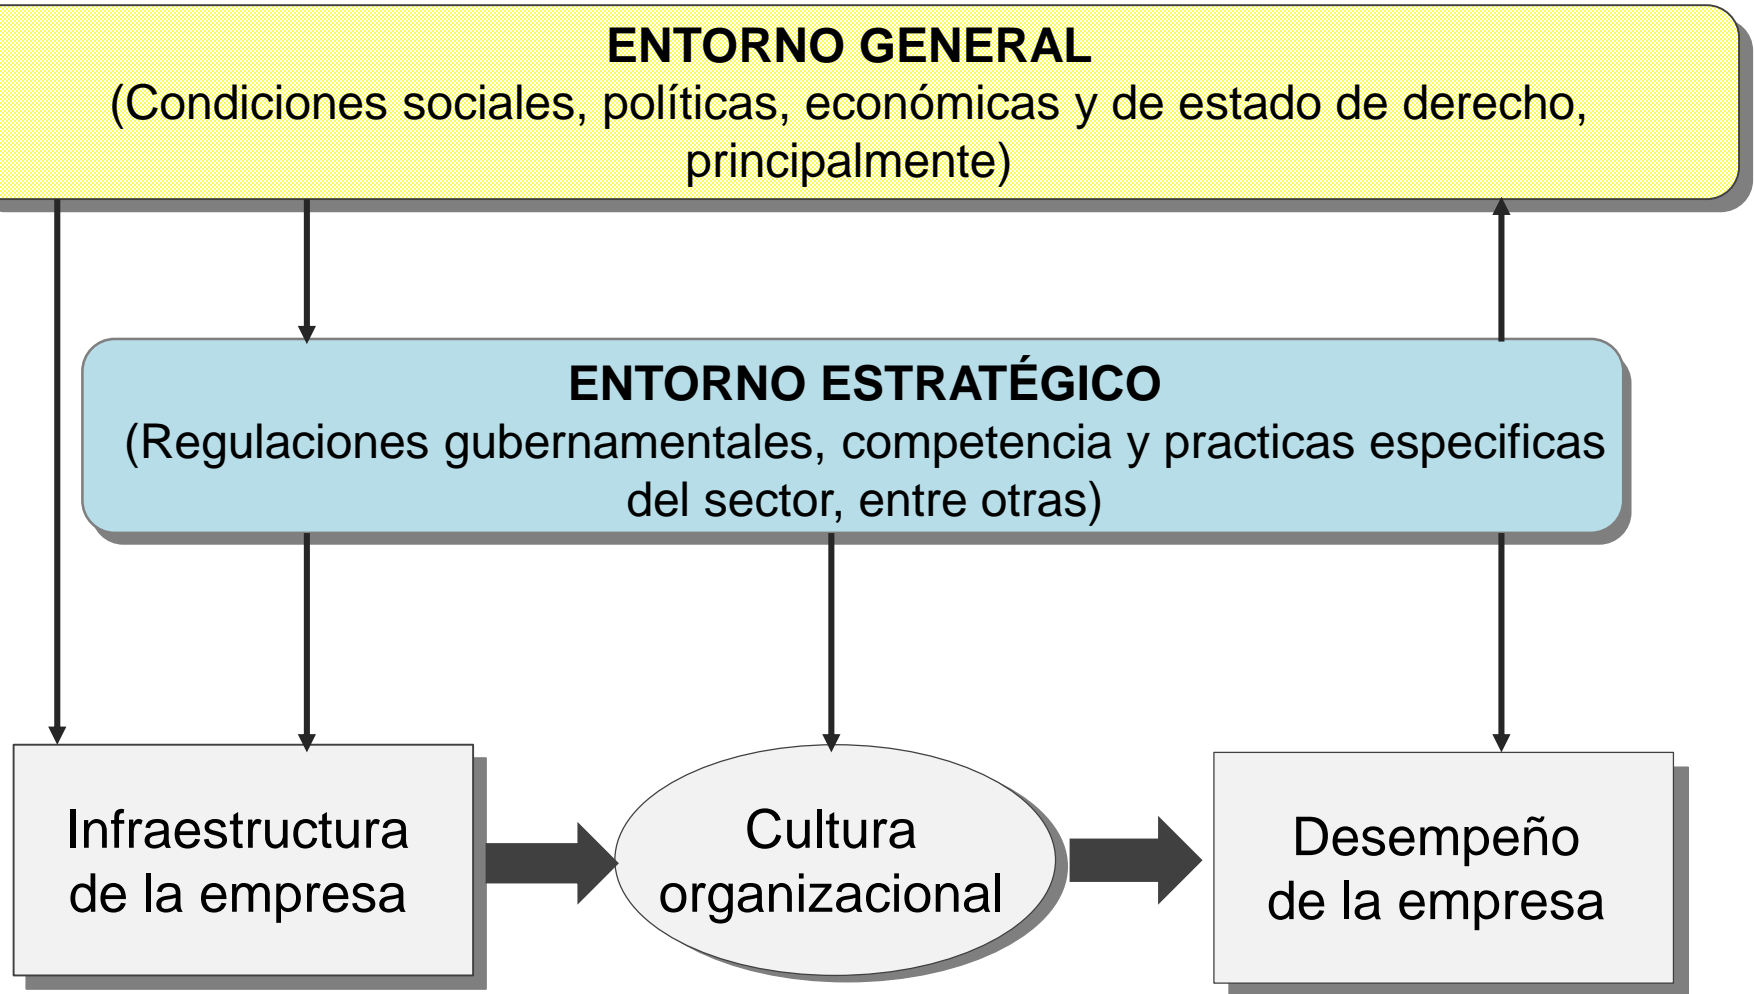 ENTORNO GENERAL
(Condiciones sociales, políticas, económicas y de estado de derecho,
principalmente)
ENTORNO ESTRATÉGICO
(Regulaciones gubernamentales, competencia y practicas especificas
del sector, entre otras)
Infraestructura
de la empresa
Cultura
organizacional
Desempeño
de la empresa